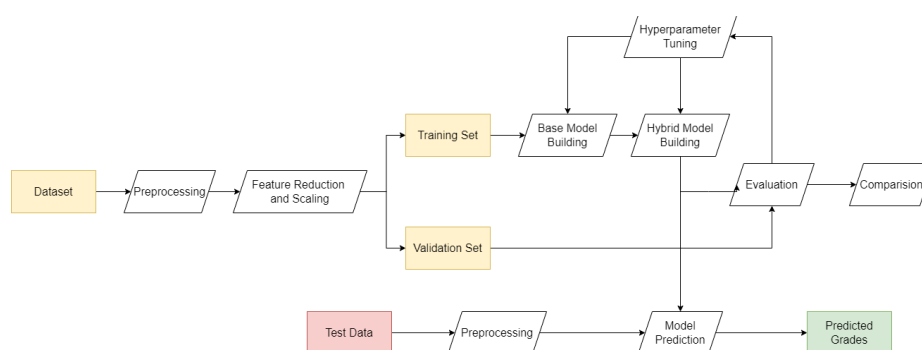 Hyperparameter
Tuning
Training Set
Base Model
Building
Hybrid Model
Building
Dataset
Preprocessing
Feature Reduction
and Scaling
Evaluation
Comparision
Validation Set
Test Data
Preprocessing
Model
Prediction
Predicted
Grades